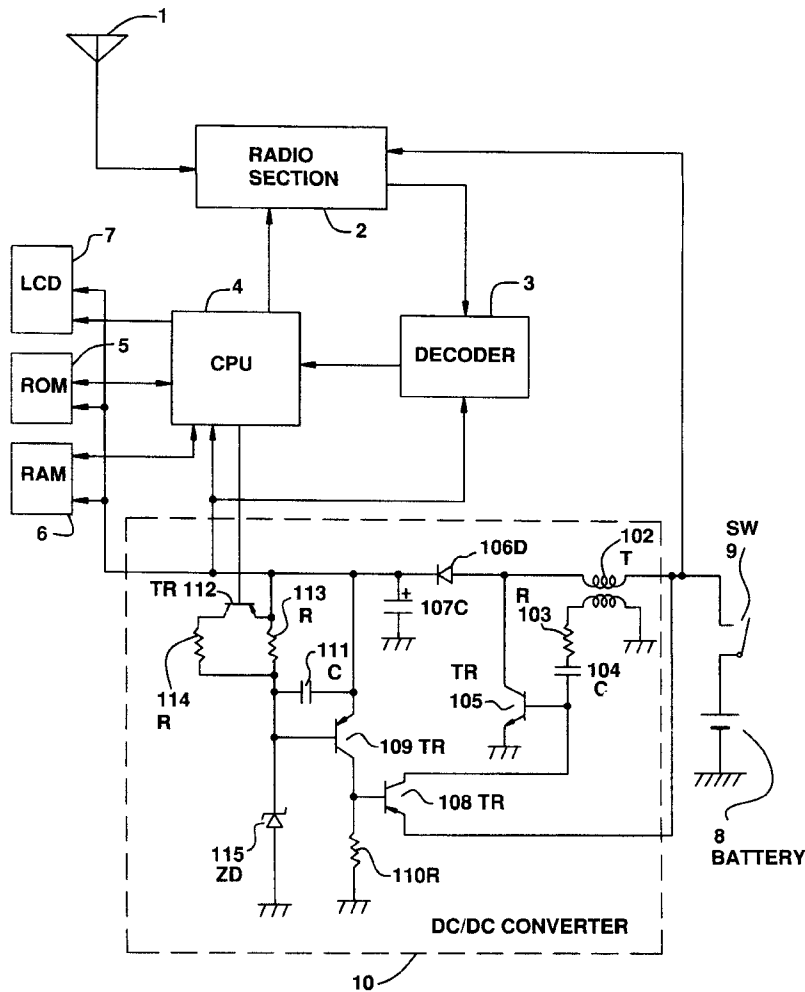 1
RADIO
SECTION
2
7
LCD
4
3
5
CPU
DECODER
ROM
RAM
6
SW
9
106D
102
T
TR 112
113
R
107C
R
103
111
C
104
C
TR
105
114
R
109 TR
108 TR
115
ZD
110R
8
BATTERY
DC/DC CONVERTER
10